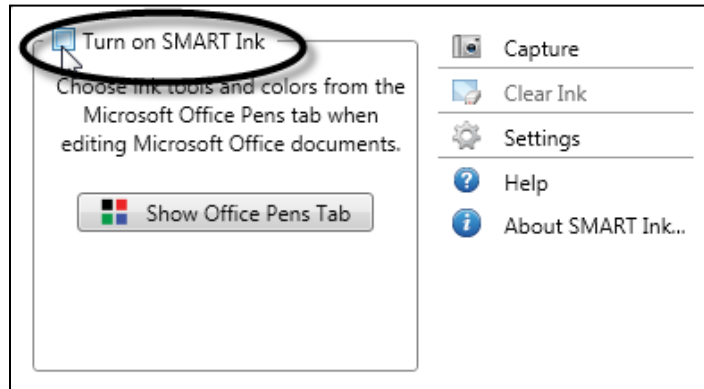 Turn on SMART Ink
Choose ink tools and colors from the
Microsoft Office Pens tab when
editing Microsoft Office documents.
Show Office Pens Tab
Capture
Clear Ink
Settings
Help
About SMART Ink...